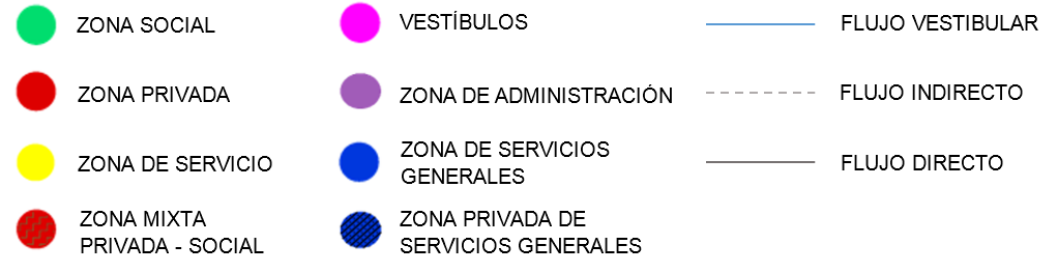 ZONA SOCIAL
VESTÍBULOS
FLUJO VESTIBULAR
ZONA PRIVADA
ZONA DE ADMINISTRACIÓN
FLUJO INDIRECTO
ZONA DE SERVICIO
ZONA DE SERVICIOS
GENERALES
FLUJO DIRECTO
ZONA MIXTA
PRIVADA - SOCIAL
ZONA PRIVADA DE
SERVICIOS GENERALES